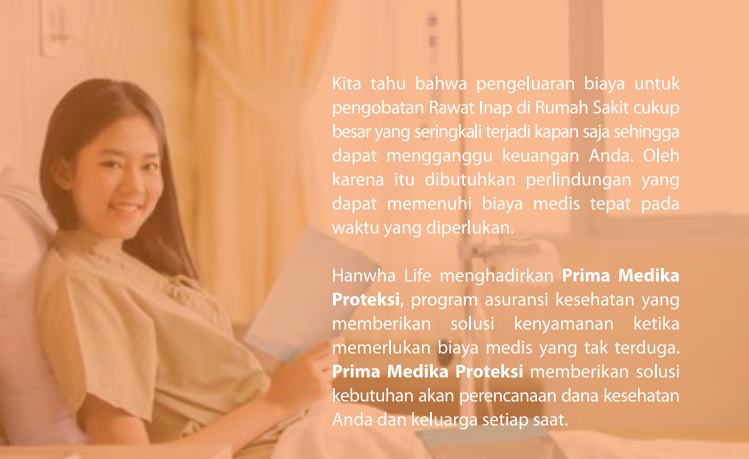 Kita tahu bahwa pengeluaran biaya untuk
pengobatan Rawat Inap di Rumah Sakit cukup
besar yang seringkali terjadi kapan saja sehingga
dapat mengganggu keuangan Anda. Oleh
karena itu dibutuhkan perlindungan yang
dapat memenuhi biaya medis tepat pada
waktu yang diperlukan.
Hanwha Life menghadirkan Prima Medika
Proteksi, program asuransi kesehatan yang
memberikan solusi kenyamanan ketika
memerlukan biaya medis yang tak terduga.
Prima Medika Proteksi memberikan solusi
kebutuhan akan perencanaan dana kesehatan
Anda dan keluarga setiap saat.